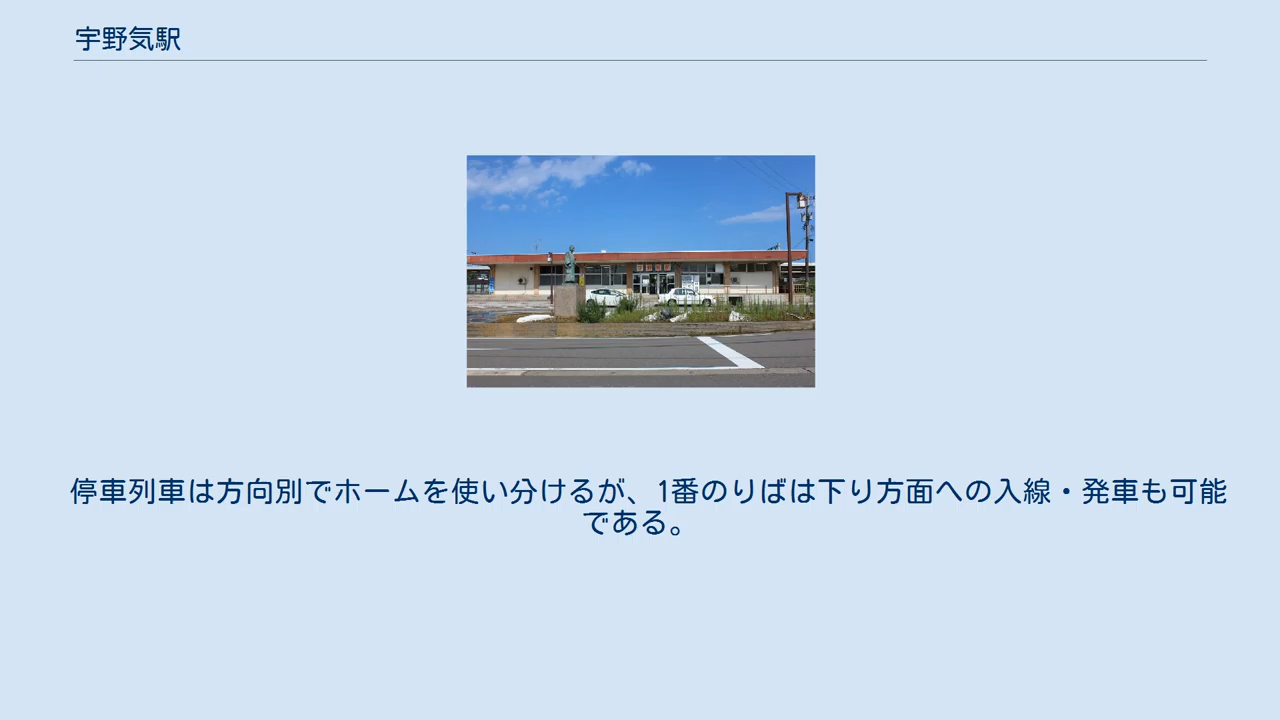 宇野気駅
停車列車は方向別でホームを使い分けるが、1番のりばは下り方面への入線・発車も可能
である。